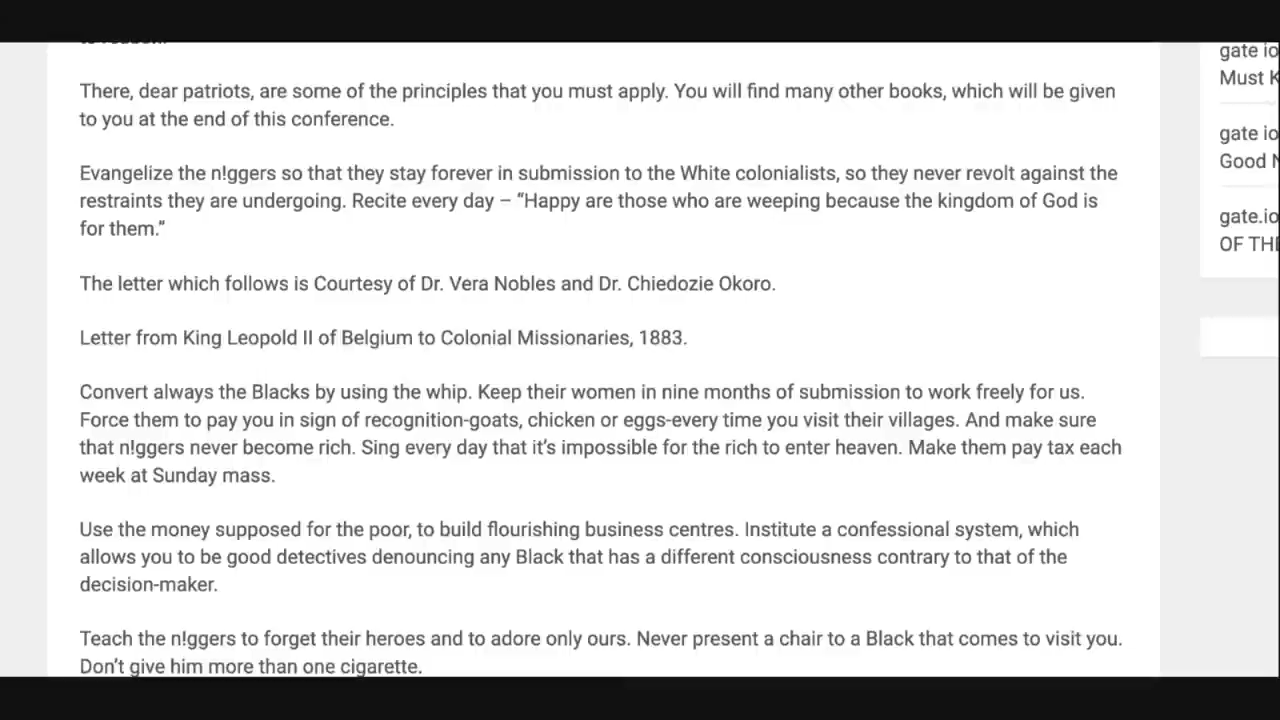 There, dear patriots, are some of the principles that you must apply. You will find many other books, which will be given
to you at the end of this conference.
Evangelize the n!ggers so that they stay forever in submission to the White colonialists, so they never revolt against the
restraints they are undergoing. Recite every day – “Happy are those who are weeping because the kingdom of God is
for them.”
The letter which follows is Courtesy of Dr. Vera Nobles and Dr. Chiedozie Okoro.
Letter from King Leopold II of Belgium to Colonial Missionaries, 1883.
Convert always the Blacks by using the whip. Keep their women in nine months of submission to work freely for us.
Force them to pay you in sign of recognition-goats, chicken or eggs-every time you visit their villages. And make sure
that n!ggers never become rich. Sing every day that it’s impossible for the rich to enter heaven. Make them pay tax each
week at Sunday mass.
Use the money supposed for the poor, to build flourishing business centres. Institute a confessional system, which
allows you to be good detectives denouncing any Black that has a different consciousness contrary to that of the
decision-maker.
Teach the n!ggers to forget their heroes and to adore only ours. Never present a chair to a Black that comes to visit you.
Don’t give him more than one cigarette.
gate io
Must K
gate io
Good N
gate.io
OF THE